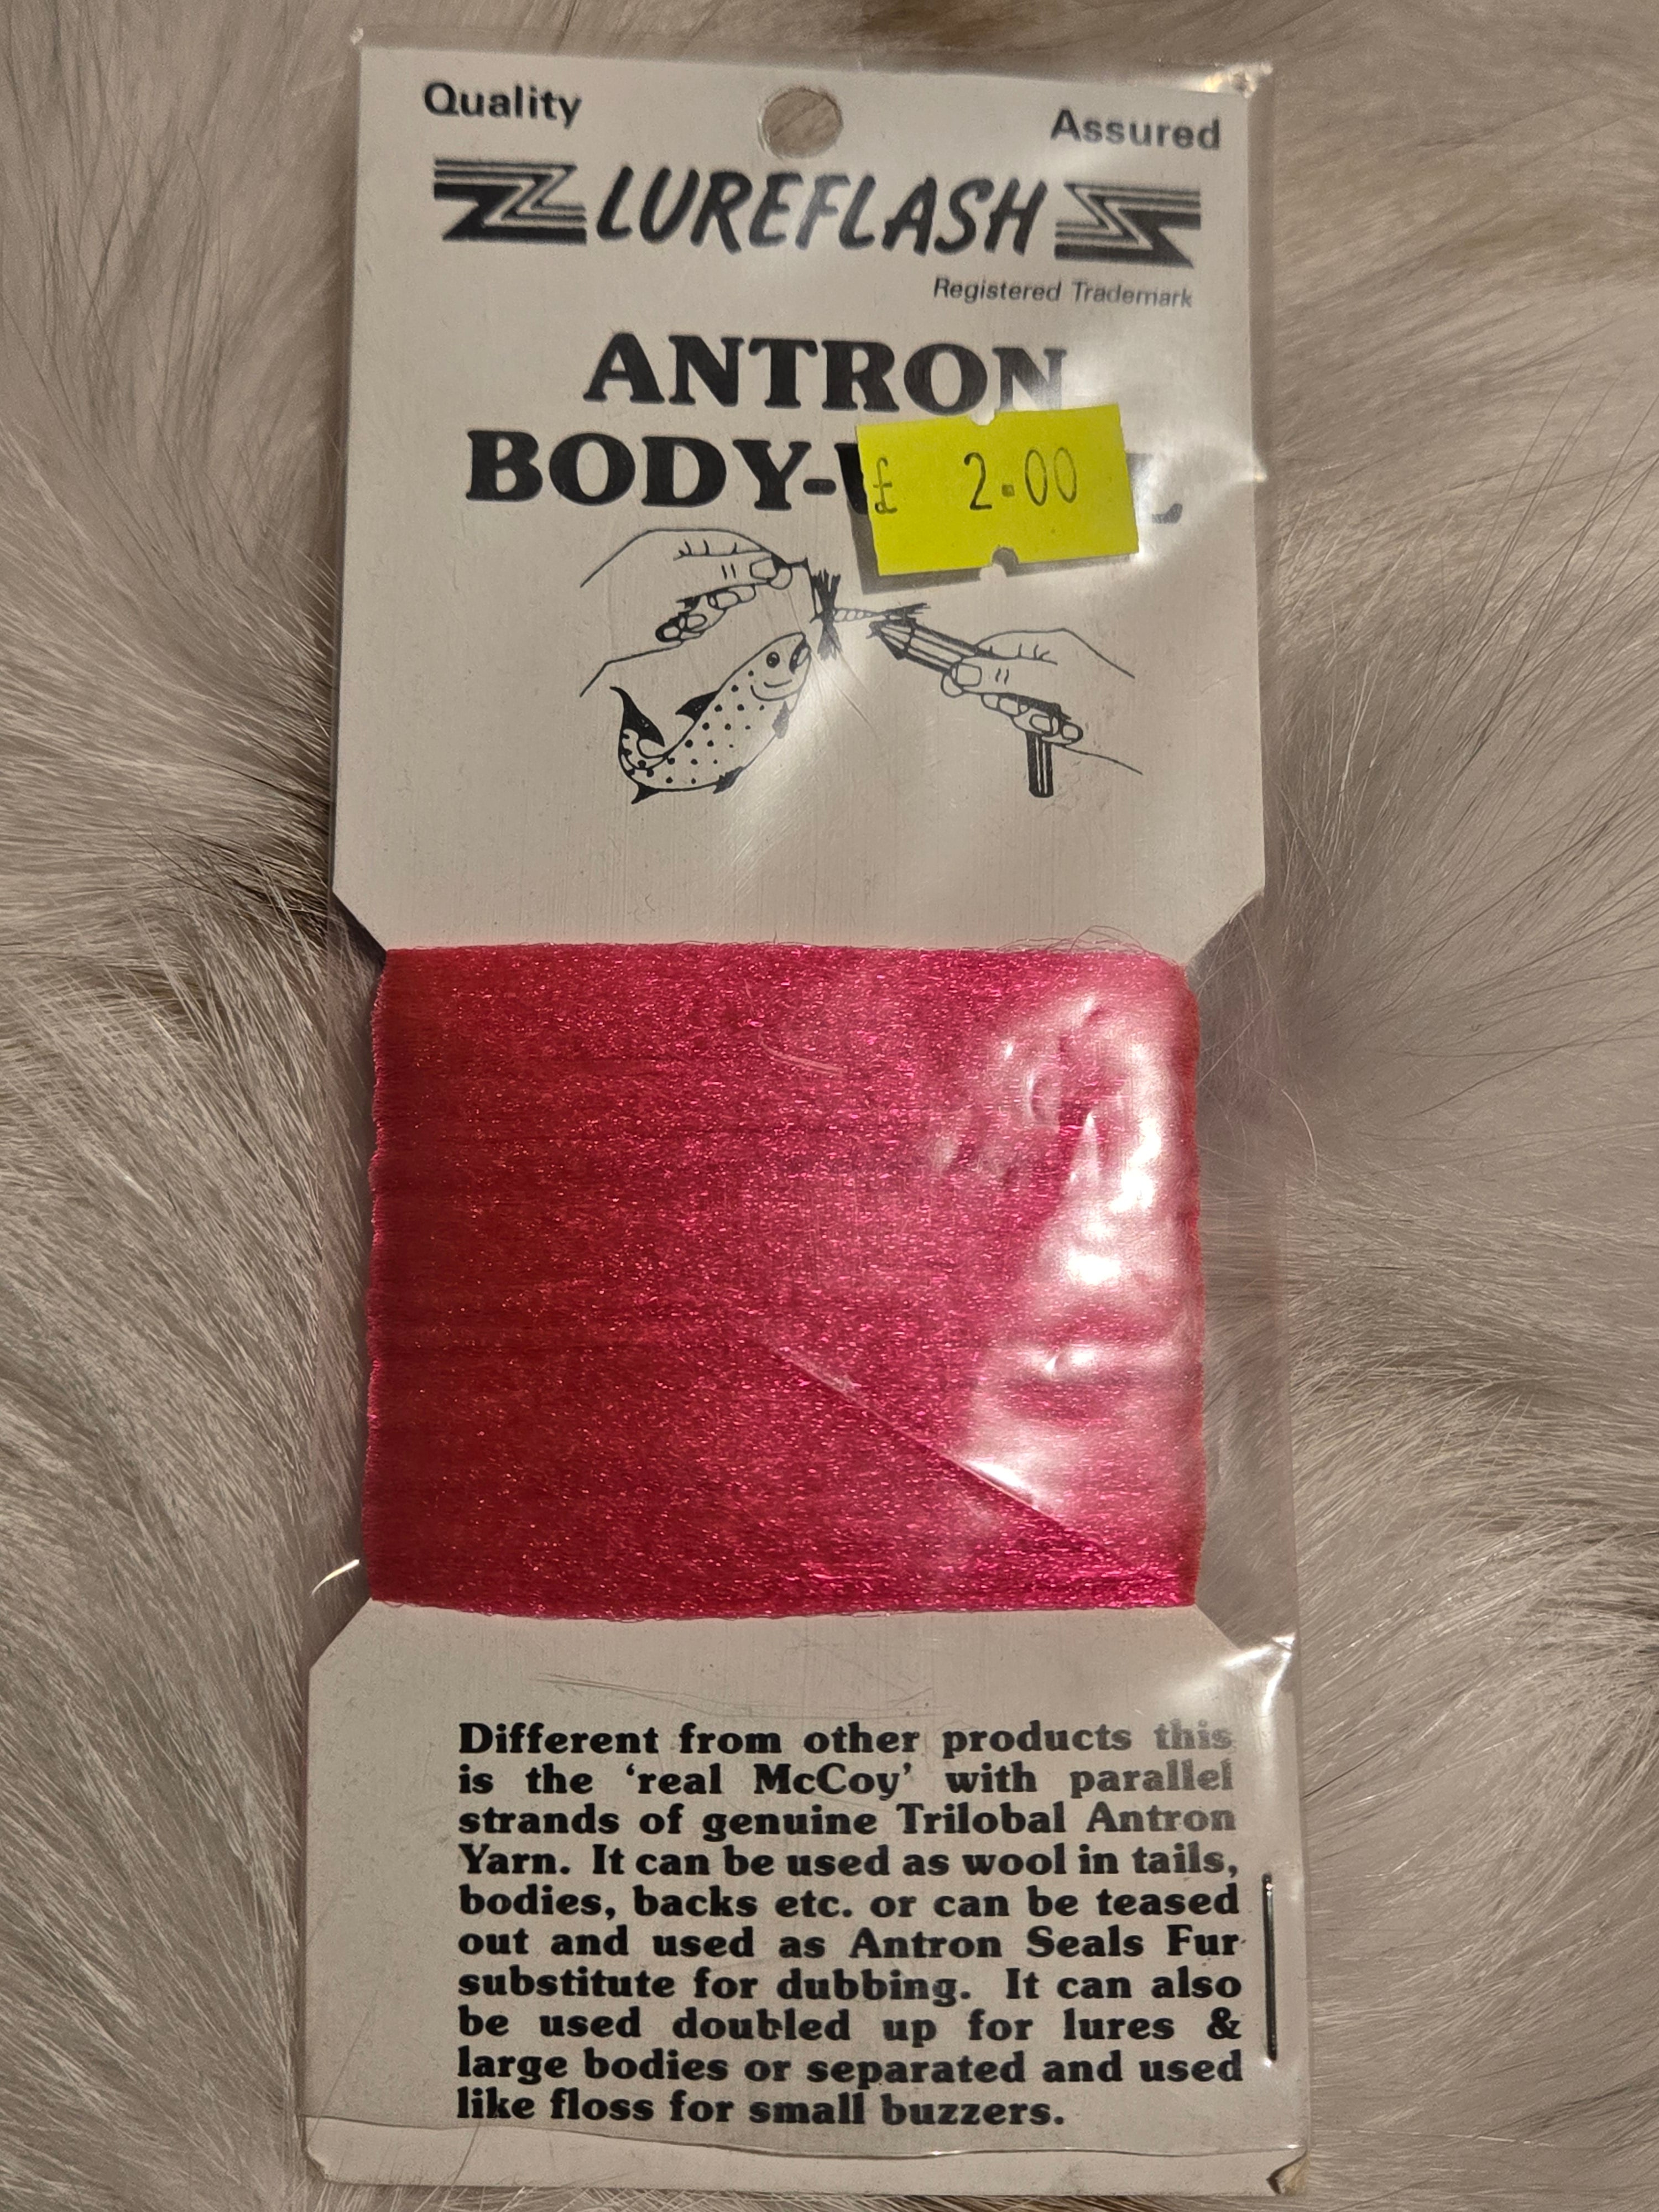 Quality Assured
LUREFLASH
Registered Trademark
ANTRON
£ 2.00
Different from other products this
is the ‘real McCoy’ with parallel
strands of genuine Trilobal Antron
Yarn. It can be used as wool in tails,
bodies, backs etc. or can be teased
out and used as Antron Seals Fur
substitute for dubbing. It can also
be used doubled up for lures &
large bodies or separated and used
like floss for small buzzers.